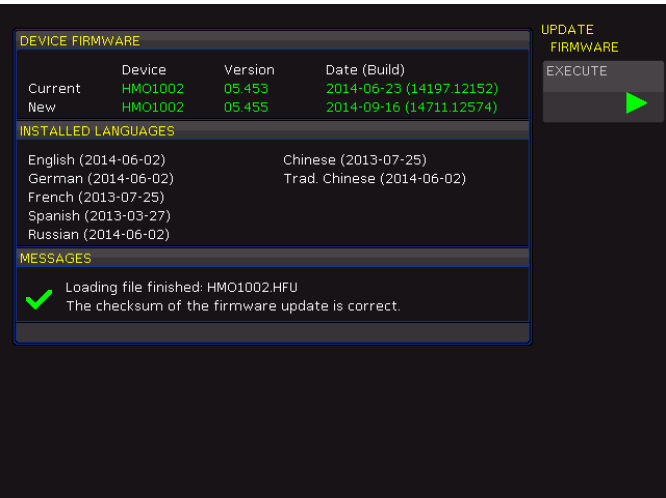 UPDATE
FIRMWARE
DEVICE FIRMWARE
EXECUTE
Device Version Date (Build)
Current HMO1002 05.453 2014-06-23 (14197.12152)
New HMO1002 05.455 2014-09-16 (14711.12574)
INSTALLED LANGUAGES
English (2014-06-02) Chinese (2013-07-25)
German (2014-06-02) Trad. Chinese (2014-06-02)
French (2013-07-25)
Spanish (2013-03-27)
Russian (2014-06-02)
MESSAGES
Loading file finished: HMO1002.HFU
The checksum of the firmware update is correct.